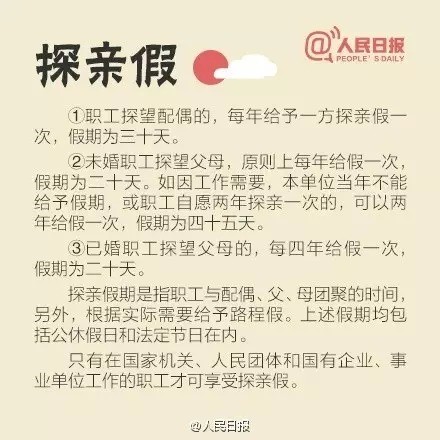 @人民日报
PEOPLE'S DAILY
探亲假
①职工探望配偶的，每年给予一方探亲假一
次，假期为三十天。
②未婚职工探望父母，原则上每年给假一次，
假期为二十天。如因工作需要，本单位当年不能
给予假期，或职工自愿两年探亲一次的，可以两
年给假一次，假期为四十五天。
③已婚职工探望父母的，每四年给假一次，
假期为二十天。
探亲假期是指职工与配偶、父、母团聚的时间，
另外，根据实际需要给予路程假。上述假期均包
括公休假日和法定节日在内。
只有在国家机关、人民团体和国有企业、事
业单位工作的职工才可享受探亲假。
@人民日报